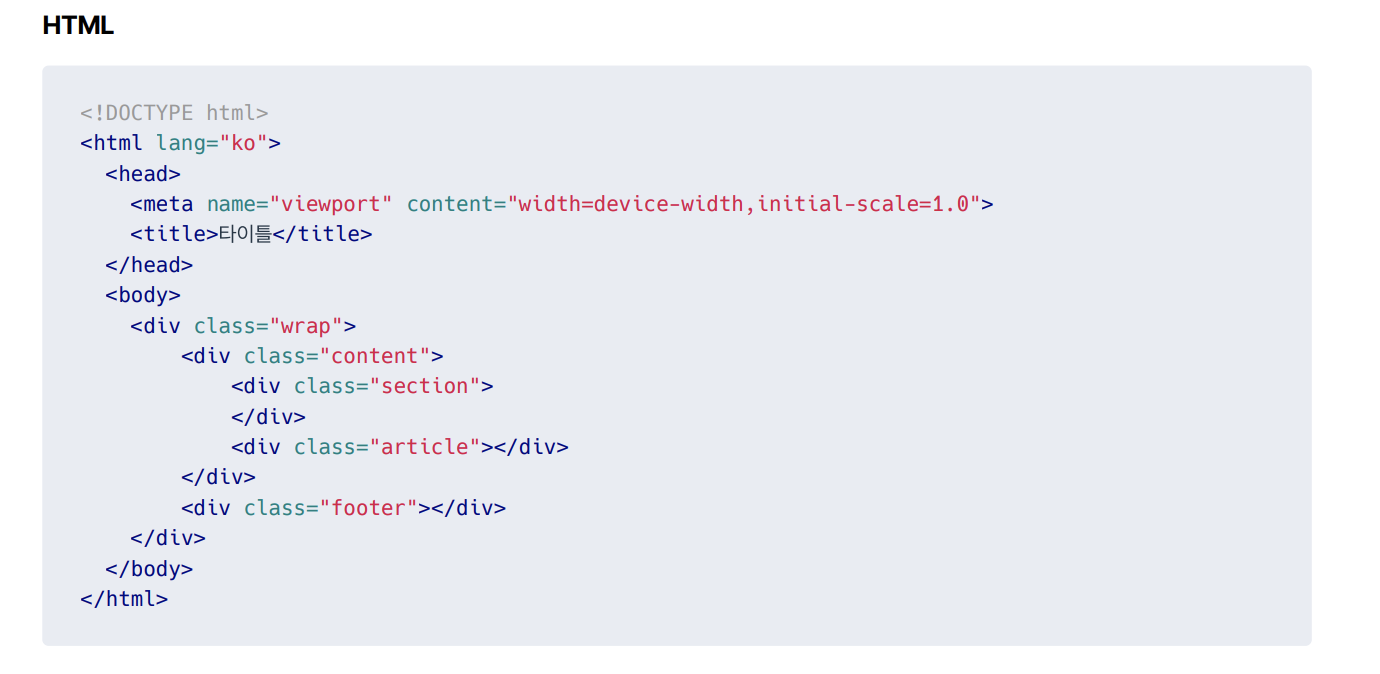 HTML
<!DOCTYPE html>
<html lang="ko">
  <head>
    <meta name="viewport" content="width=device-width,initial-scale=1.0">
    <title>타이틀</title>
  </head>
  <body>
    <div class="wrap">
        <div class="content">
            <div class="section">
            </div>
            <div class="article"></div>
        </div>
        <div class="footer"></div>
    </div>
  </body>
</html>